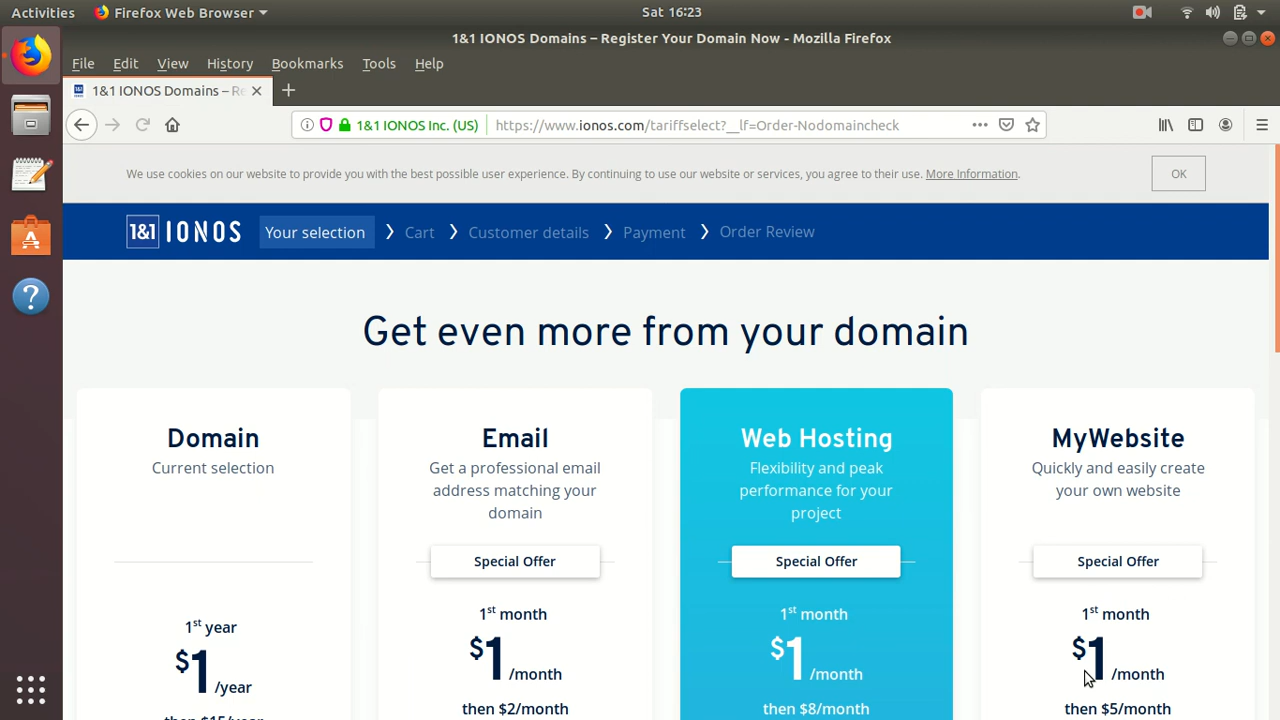 Activities
Firefox Web Browser
Sat 16:23
1&1 IONOS Domains – Register Your Domain Now - Mozilla Firefox
File Edit View History Bookmarks Tools Help
1&1 IONOS Domains – Re
1&1 IONOS Inc. (US)
https://www.ionos.com/tariffselect?__lf=Order-Nodomaincheck
We use cookies on our website to provide you with the best possible user experience. By continuing to use our website or services, you agree to their use. More Information.
OK
1&1 IONOS
Your selection
Cart
Customer details
Payment
Order Review
Get even more from your domain
Domain
Current selection
1st year
$1/year
then $15/year
Email
Get a professional email
address matching your
domain
Special Offer
1st month
$1/month
then $2/month
Web Hosting
Flexibility and peak
performance for your
project
Special Offer
1st month
$1/month
then $8/month
MyWebsite
Quickly and easily create
your own website
Special Offer
1st month
$1/month
then $5/month